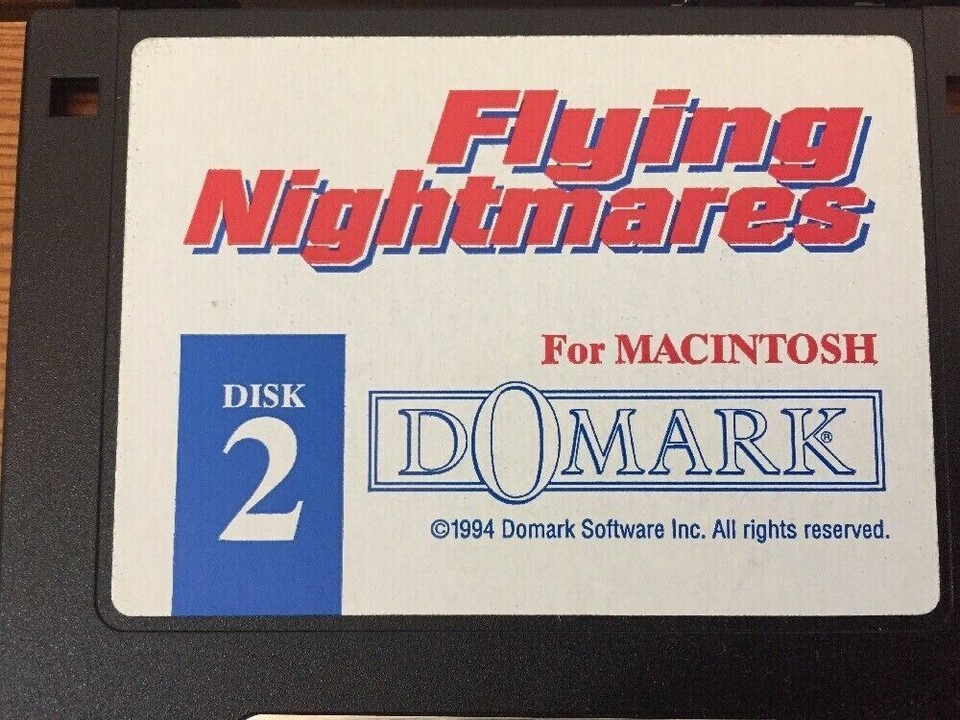 Flying
Nightmares
For MACINTOSH
DISK
2
DOMARK®
©1994 Domark Software Inc. All rights reserved.